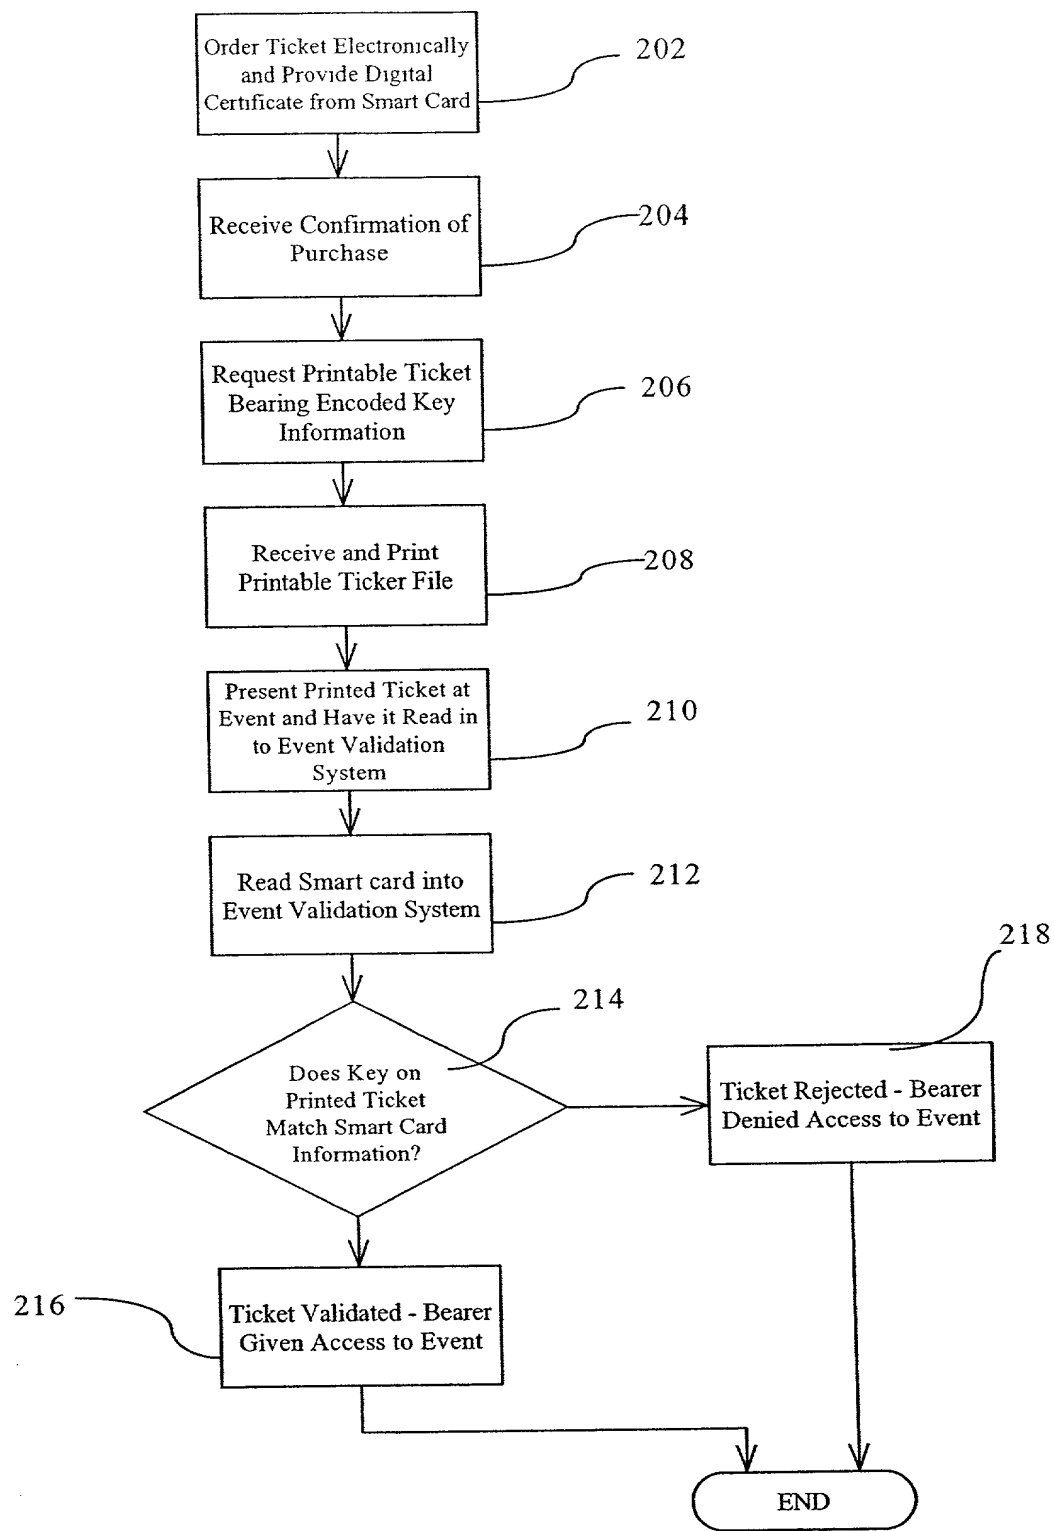 Order Ticket Electronically
and Provide Digital
Certificate from Smart Card
202
Receive Confirmation of
Purchase
204
Request Printable Ticket
Bearing Encoded Key
Information
206
Receive and Print
Printable Ticker File
208
Present Printed Ticket at
Event and Have it Read in
to Event Validation
System
210
Read Smart card into
Event Validation System
212
Does Key on
Printed Ticket
Match Smart Card
Information?
214
218
Ticket Rejected - Bearer
Denied Access to Event
216
Ticket Validated - Bearer
Given Access to Event
END